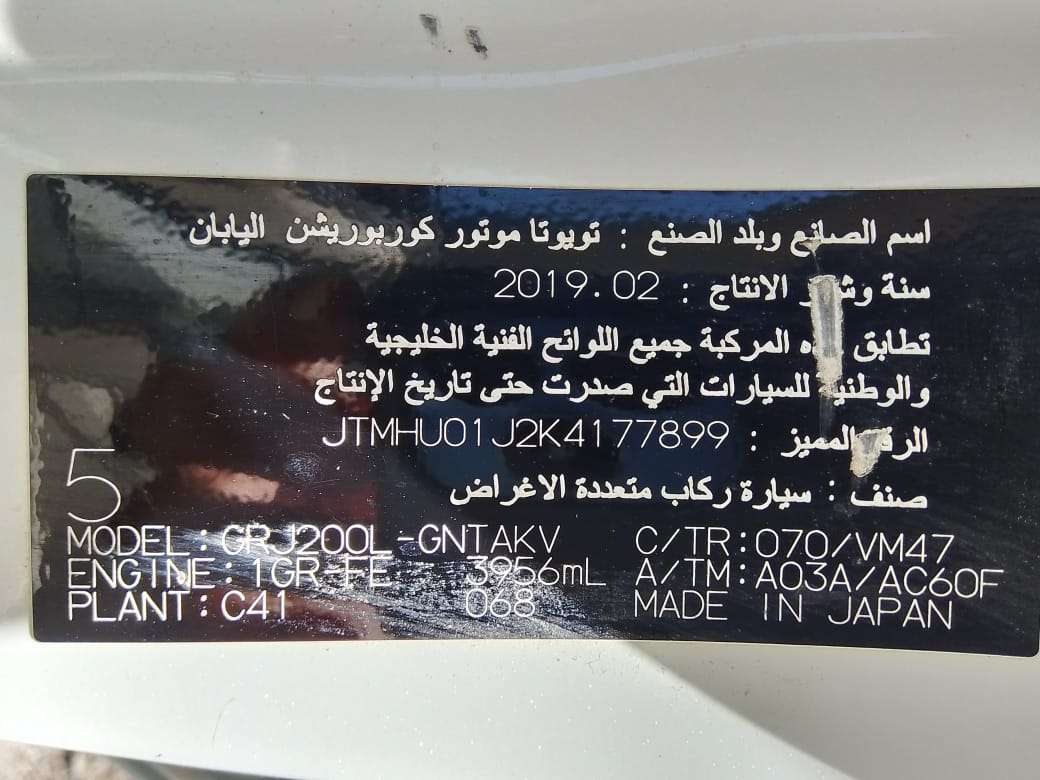 اسم الصانع وبلد الصنع : تويوتا موتور كوربوريشن اليابان
سنة الانتاج : 2019.02
تطابق المركبة جميع اللوائح الفنية الخليجية
والوطنية للسيارات التي صدرت حتى تاريخ الإنتاج
الرقم المميز : JTMHU01J2K4177899
صنف : سيارة ركاب متعددة الاغراض
5
MODEL : GRJ200L-GNTAKV C/TR : 070/VM47
ENGINE : 1GR-FE 3956mL A/TM : A03A/AC60F
PLANT : C41 068 MADE IN JAPAN